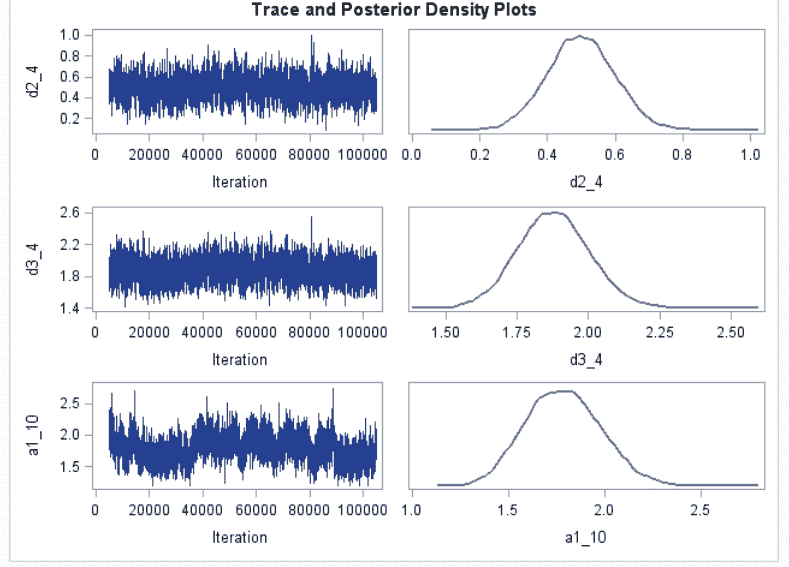 Trace and Posterior Density Plots
d2_4
1.0
0.8
0.6
0.4
0.2
0 20000 40000 60000 80000 100000
Iteration
0.0 0.2 0.4 0.6 0.8 1.0
d2_4
d3_4
2.6
2.2
1.8
1.4
0 20000 40000 60000 80000 100000
Iteration
1.50 1.75 2.00 2.25 2.50
d3_4
a1_10
2.5
2.0
1.5
0 20000 40000 60000 80000 100000
Iteration
1.0 1.5 2.0 2.5
a1_10